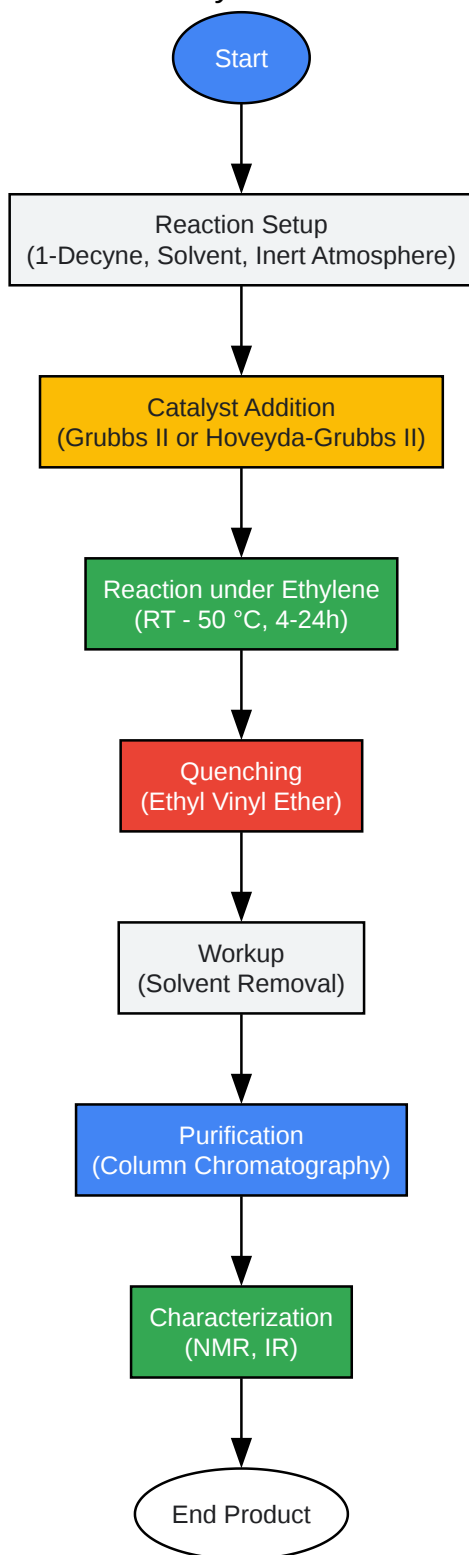 Start
Reaction Setup
(1-Decyne, Solvent, Inert Atmosphere)
Catalyst Addition
(Grubbs II or Hoveyda-Grubbs II)
Reaction under Ethylene
(RT - 50 °C, 4-24h)
Quenching
(Ethyl Vinyl Ether)
Workup
(Solvent Removal)
Purification
(Column Chromatography)
Characterization
(NMR, IR)
End Product